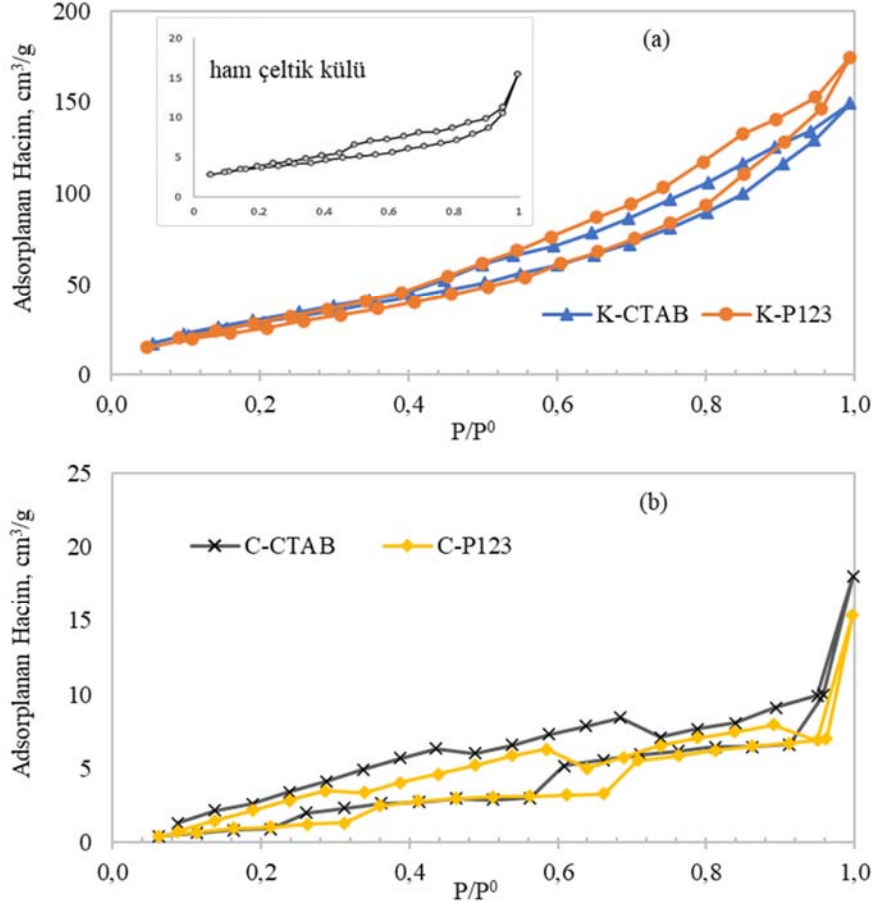 200
150
100
50
0
Adsorplanan Hacim, cm³/g
(a)
ham çeltik külü
20
15
10
5
0
0 0,2 0,4 0,6 0,8 1
K-CTAB K-P123
0,0 0,2 0,4 0,6 0,8 1,0
P/P⁰
25
20
15
10
5
0
Adsorplanan Hacim, cm³/g
(b)
C-CTAB C-P123
0,0 0,2 0,4 0,6 0,8 1,0
P/P⁰